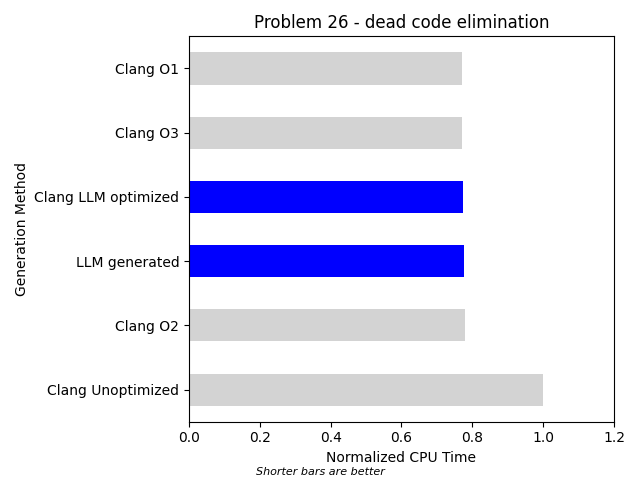 Problem 26 - dead code elimination
Clang O1
Clang O3
Clang LLM optimized
LLM generated
Clang O2
Clang Unoptimized
Generation Method
0.0 0.2 0.4 0.6 0.8 1.0 1.2
Normalized CPU Time
Shorter bars are better